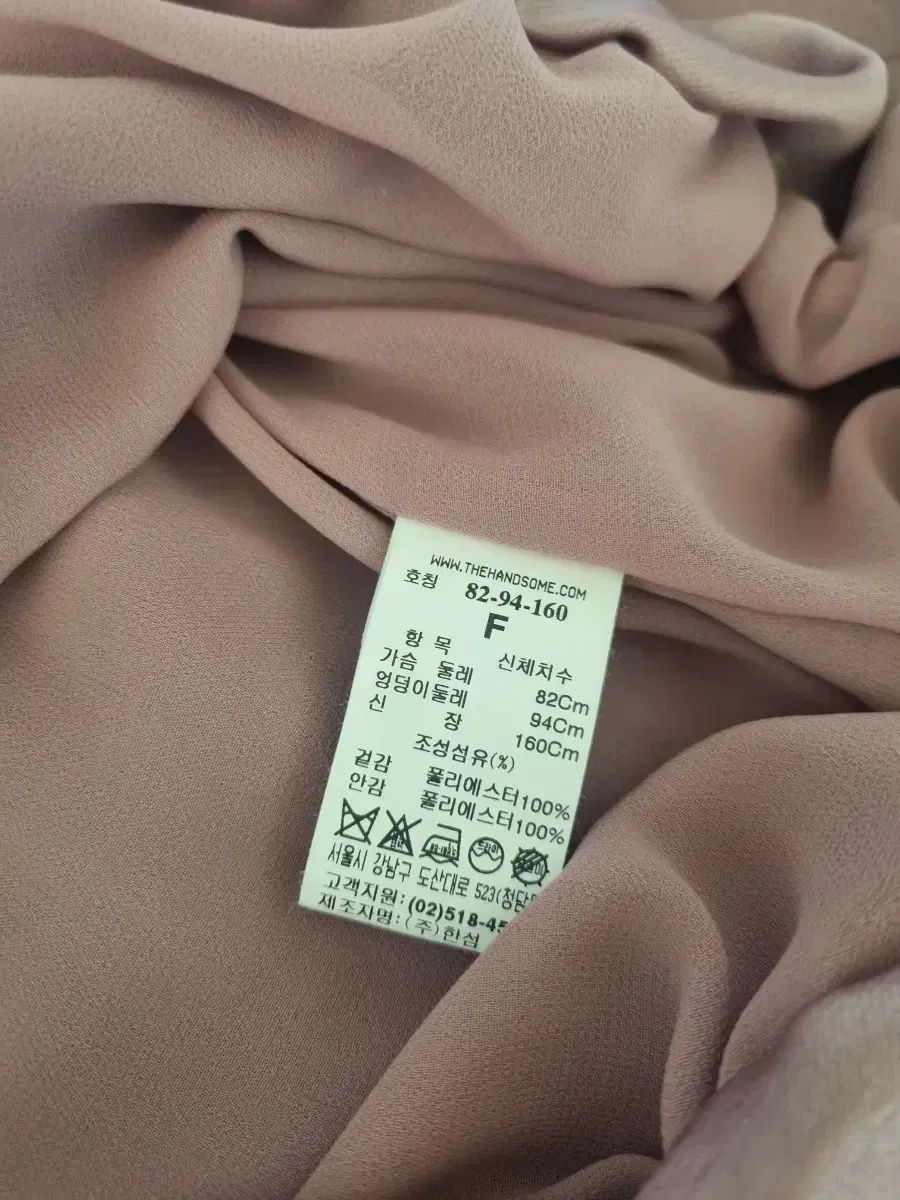 WWW.THEHANDSOME.COM
호칭 82-94-160
F
항 목 신체치수
가슴 둘레 82Cm
엉덩이둘레 94Cm
신 장 160Cm
조성섬유(%)
겉감 폴리에스터100%
안감 폴리에스터100%
서울시 강남구 도산대로 523(청담
고객지원:(02)518-45
제조자명:(주)한섬